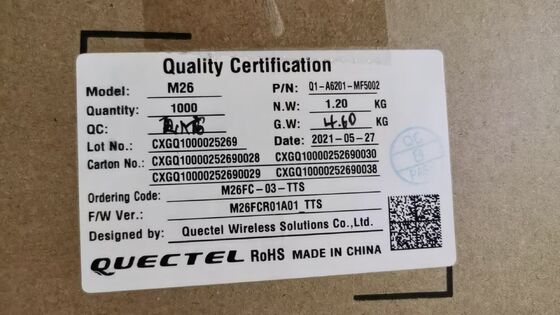 Quality Certification
Model: M26 P/N: Q1-A6201-MF5002
Quantity: 1000 N.W.: 1.20 KG
QC: G.W.: 4.60 KG
Lot No.: CXGQ1000025269 Date: 2021-05-27
Carton No.: CXGQ10000252690028 CXGQ10000252690030
CXGQ10000252690029 CXGQ10000252690038
Ordering Code: M26FC-03-TTS
F/W Ver.: M26FCR01A01_TTS
Designed By: Quectel Wireless Solutions Co.,Ltd.
QUECTEL RoHS MADE IN CHINA